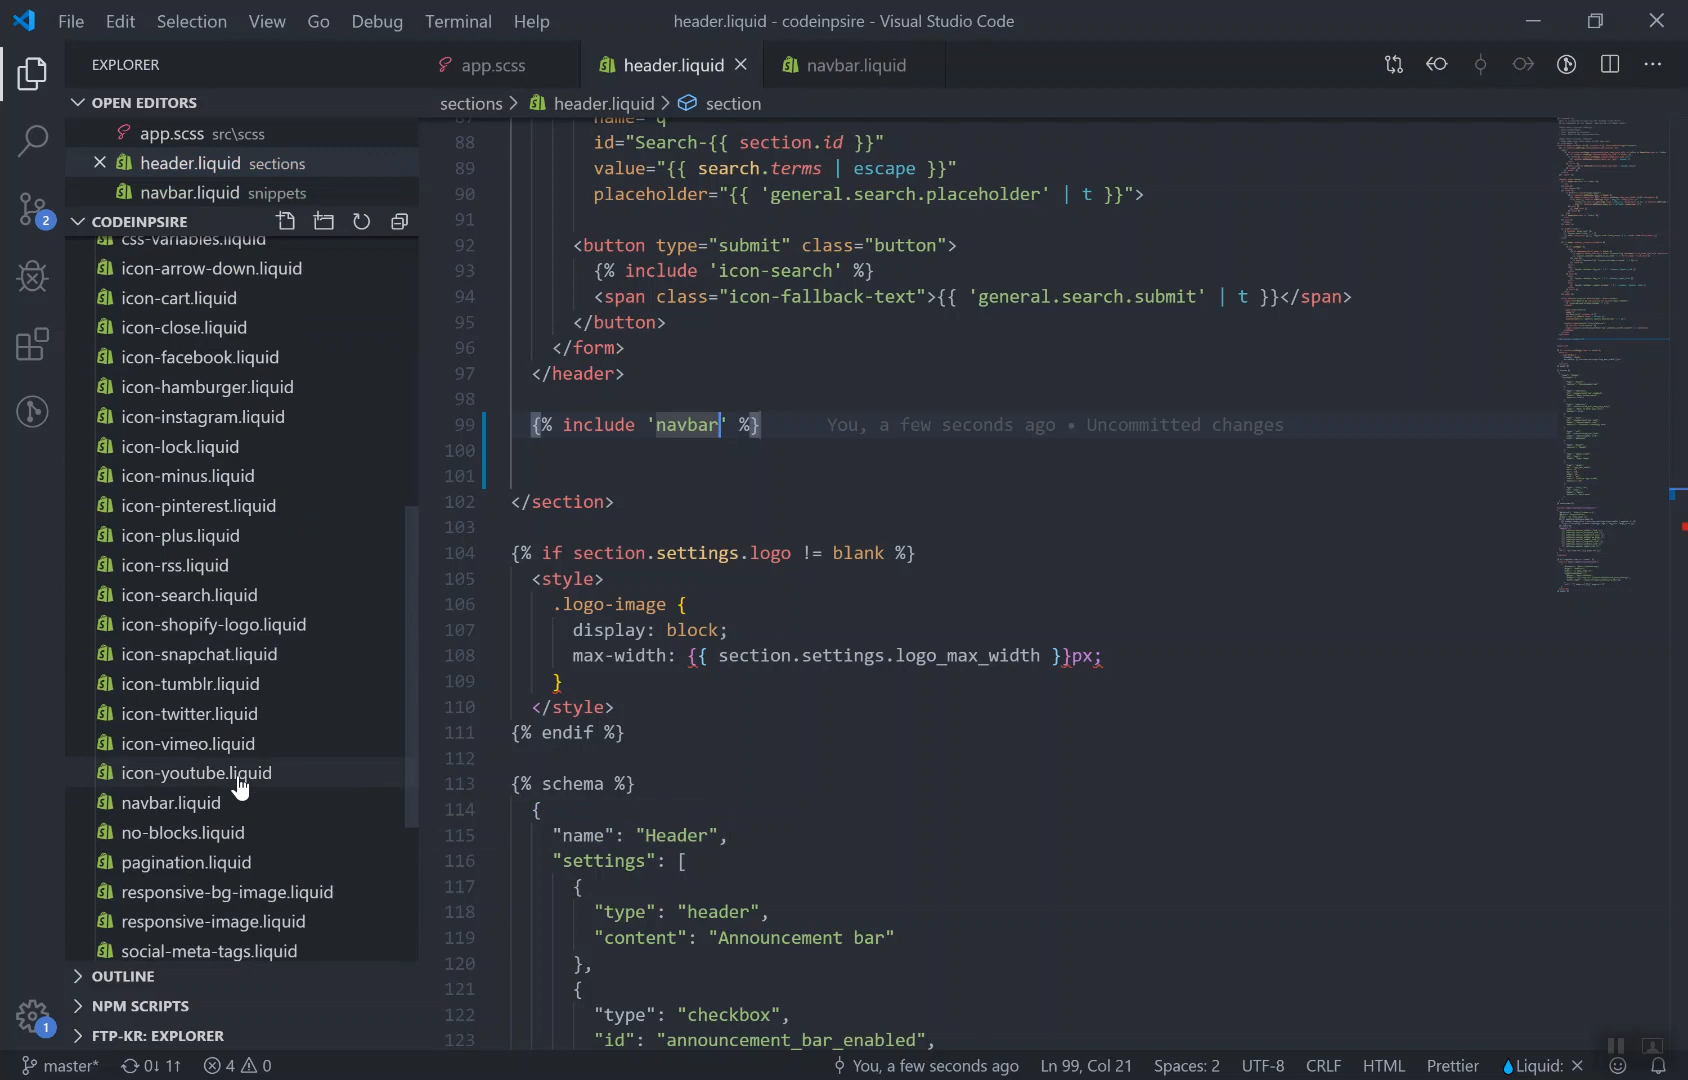 File Edit Selection View Go Debug Terminal Help
header.liquid - codeinpsire - Visual Studio Code
EXPLORER
OPEN EDITORS
app.scss src\scss
header.liquid sections
navbar.liquid snippets
CODEINPSIRE
css-variables.liquid
icon-arrow-down.liquid
icon-cart.liquid
icon-close.liquid
icon-facebook.liquid
icon-hamburger.liquid
icon-instagram.liquid
icon-lock.liquid
icon-minus.liquid
icon-pinterest.liquid
icon-plus.liquid
icon-rss.liquid
icon-search.liquid
icon-shopify-logo.liquid
icon-snapchat.liquid
icon-tumblr.liquid
icon-twitter.liquid
icon-vimeo.liquid
icon-youtube.liquid
navbar.liquid
no-blocks.liquid
pagination.liquid
responsive-bg-image.liquid
responsive-image.liquid
social-meta-tags.liquid
OUTLINE
NPM SCRIPTS
FTP-KR: EXPLORER
2
1
app.scss
header.liquid
navbar.liquid
sections > header.liquid > section
87 name="q"
88 id="Search-{{ section.id }}"
89 value="{{ search.terms | escape }}"
90 placeholder="{{ 'general.search.placeholder' | t }}">
91
92 <button type="submit" class="button">
93 {% include 'icon-search' %}
94 <span class="icon-fallback-text">{{ 'general.search.submit' | t }}</span>
95 </button>
96 </form>
97 </header>
98
99 {% include 'navbar' %} You, a few seconds ago • Uncommitted changes
100
101
102 </section>
103
104 {% if section.settings.logo != blank %}
105 <style>
106 .logo-image {
107 display: block;
108 max-width: {{ section.settings.logo_max_width }}px;
109 }
110 </style>
111 {% endif %}
112
113 {% schema %}
114 {
115 "name": "Header",
116 "settings": [
117 {
118 "type": "header",
119 "content": "Announcement bar"
120 },
121 {
122 "type": "checkbox",
123 "id": "announcement_bar_enabled",
master* 0↓ 1↑ 4 0 You, a few seconds ago Ln 99, Col 21 Spaces: 2 UTF-8 CRLF HTML Prettier Liquid: ✕